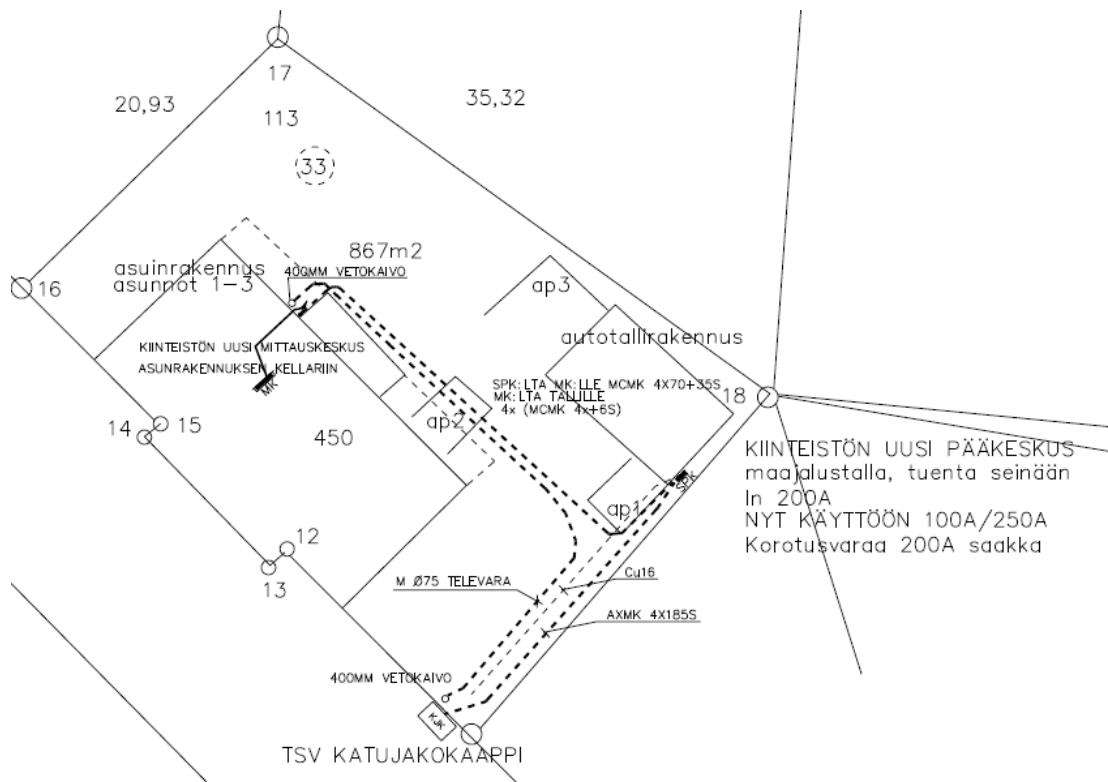 17
20,93
35,32
113
33
867m2
asuinrakennus
asunnot 1-3
400MM VETOKAIVO
ap3
16
autotallirakennus
KIINTEISTÖN UUSI MITTAUSKESKUS
ASUNRAKENNUKSEN KELLARIIN
MK
SPK:LTA MK:LLE MCMK 4X70+35S
MK:LTA TALLILLE
4x (MCMK 4x+6S)
18
15
14
ap2
450
KIINTEISTÖN UUSI PÄÄKESKUS
maajalustalla, tuenta seinään
In 200A
NYT KÄYTTÖÖN 100A/250A
Korotusvaraa 200A saakka
SPK
ap1
12
13
M Ø75 TELEVARA
Cu16
AXMK 4X185S
400MM VETOKAIVO
KJK
TSV KATUJAKOKAAPPI